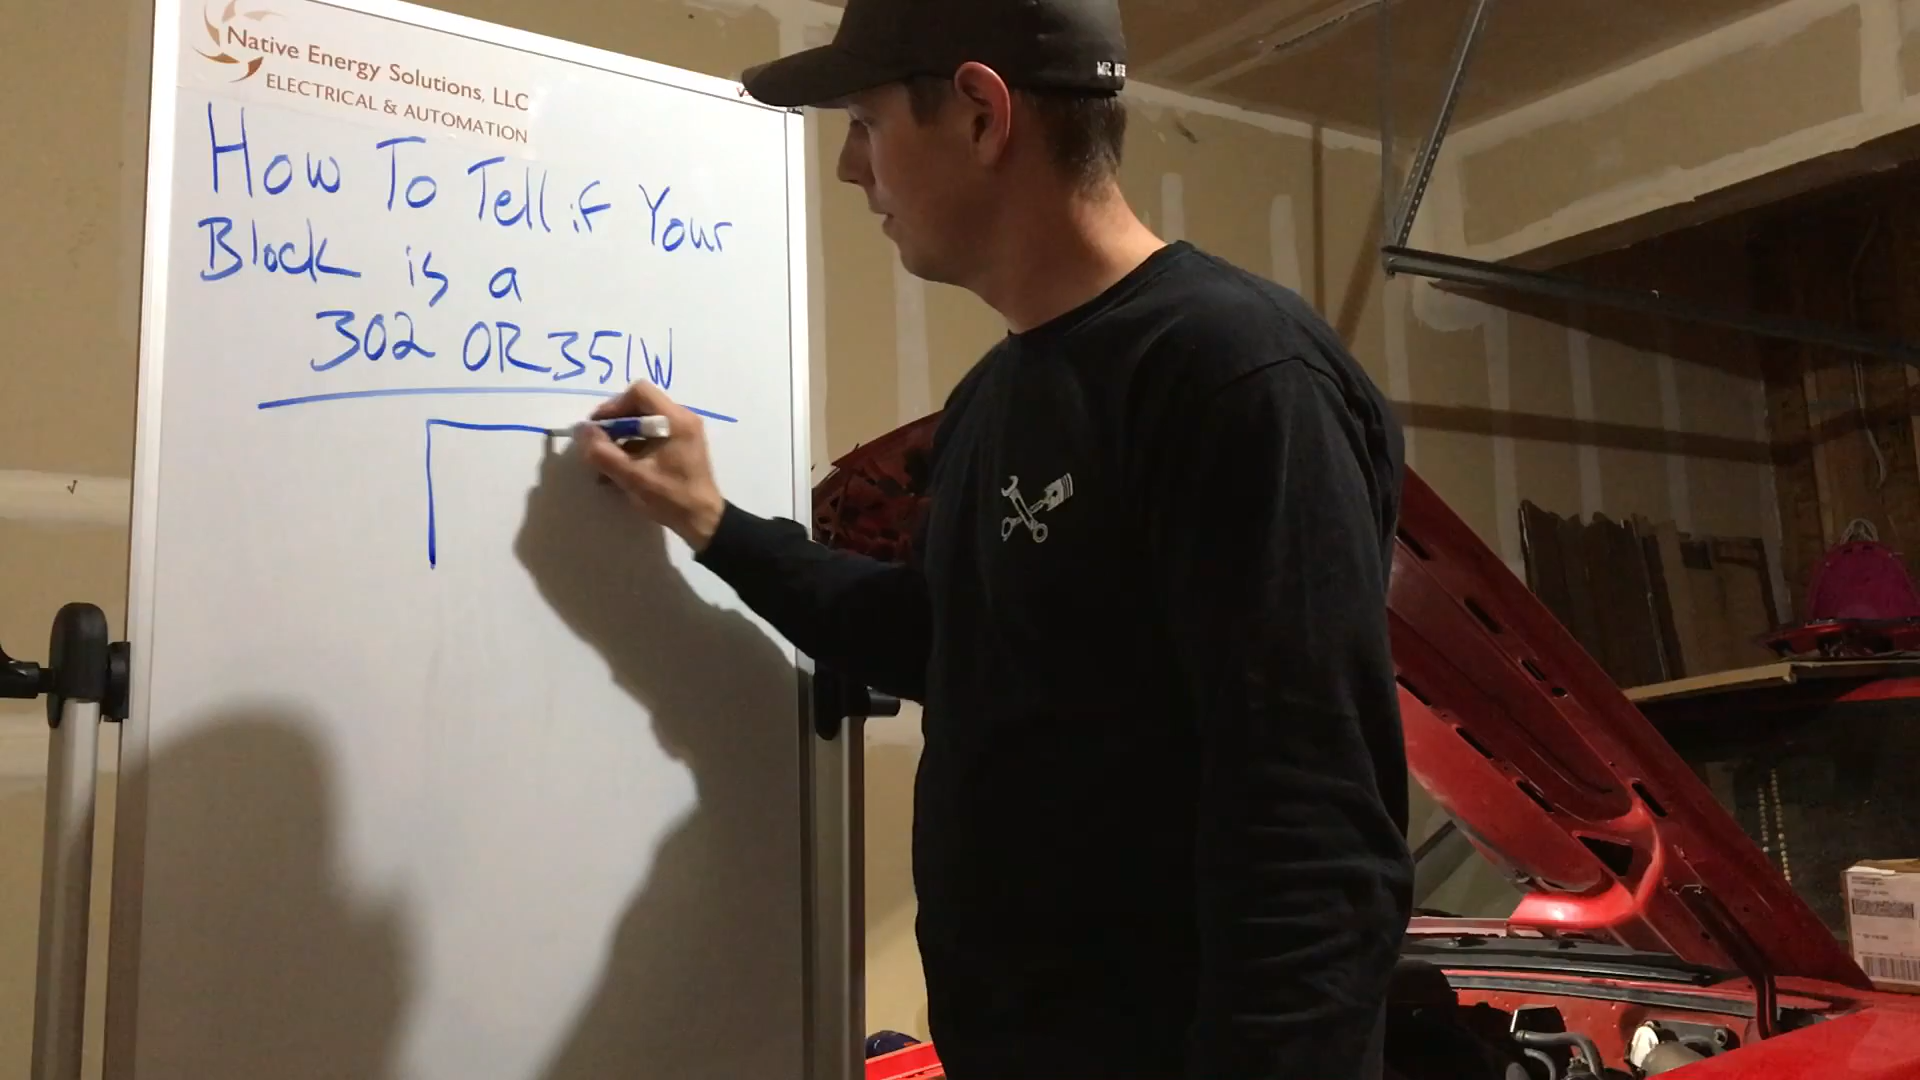 Native Energy Solutions, LLC
ELECTRICAL & AUTOMATION
How To Tell if Your
Block is a
302 OR 351W